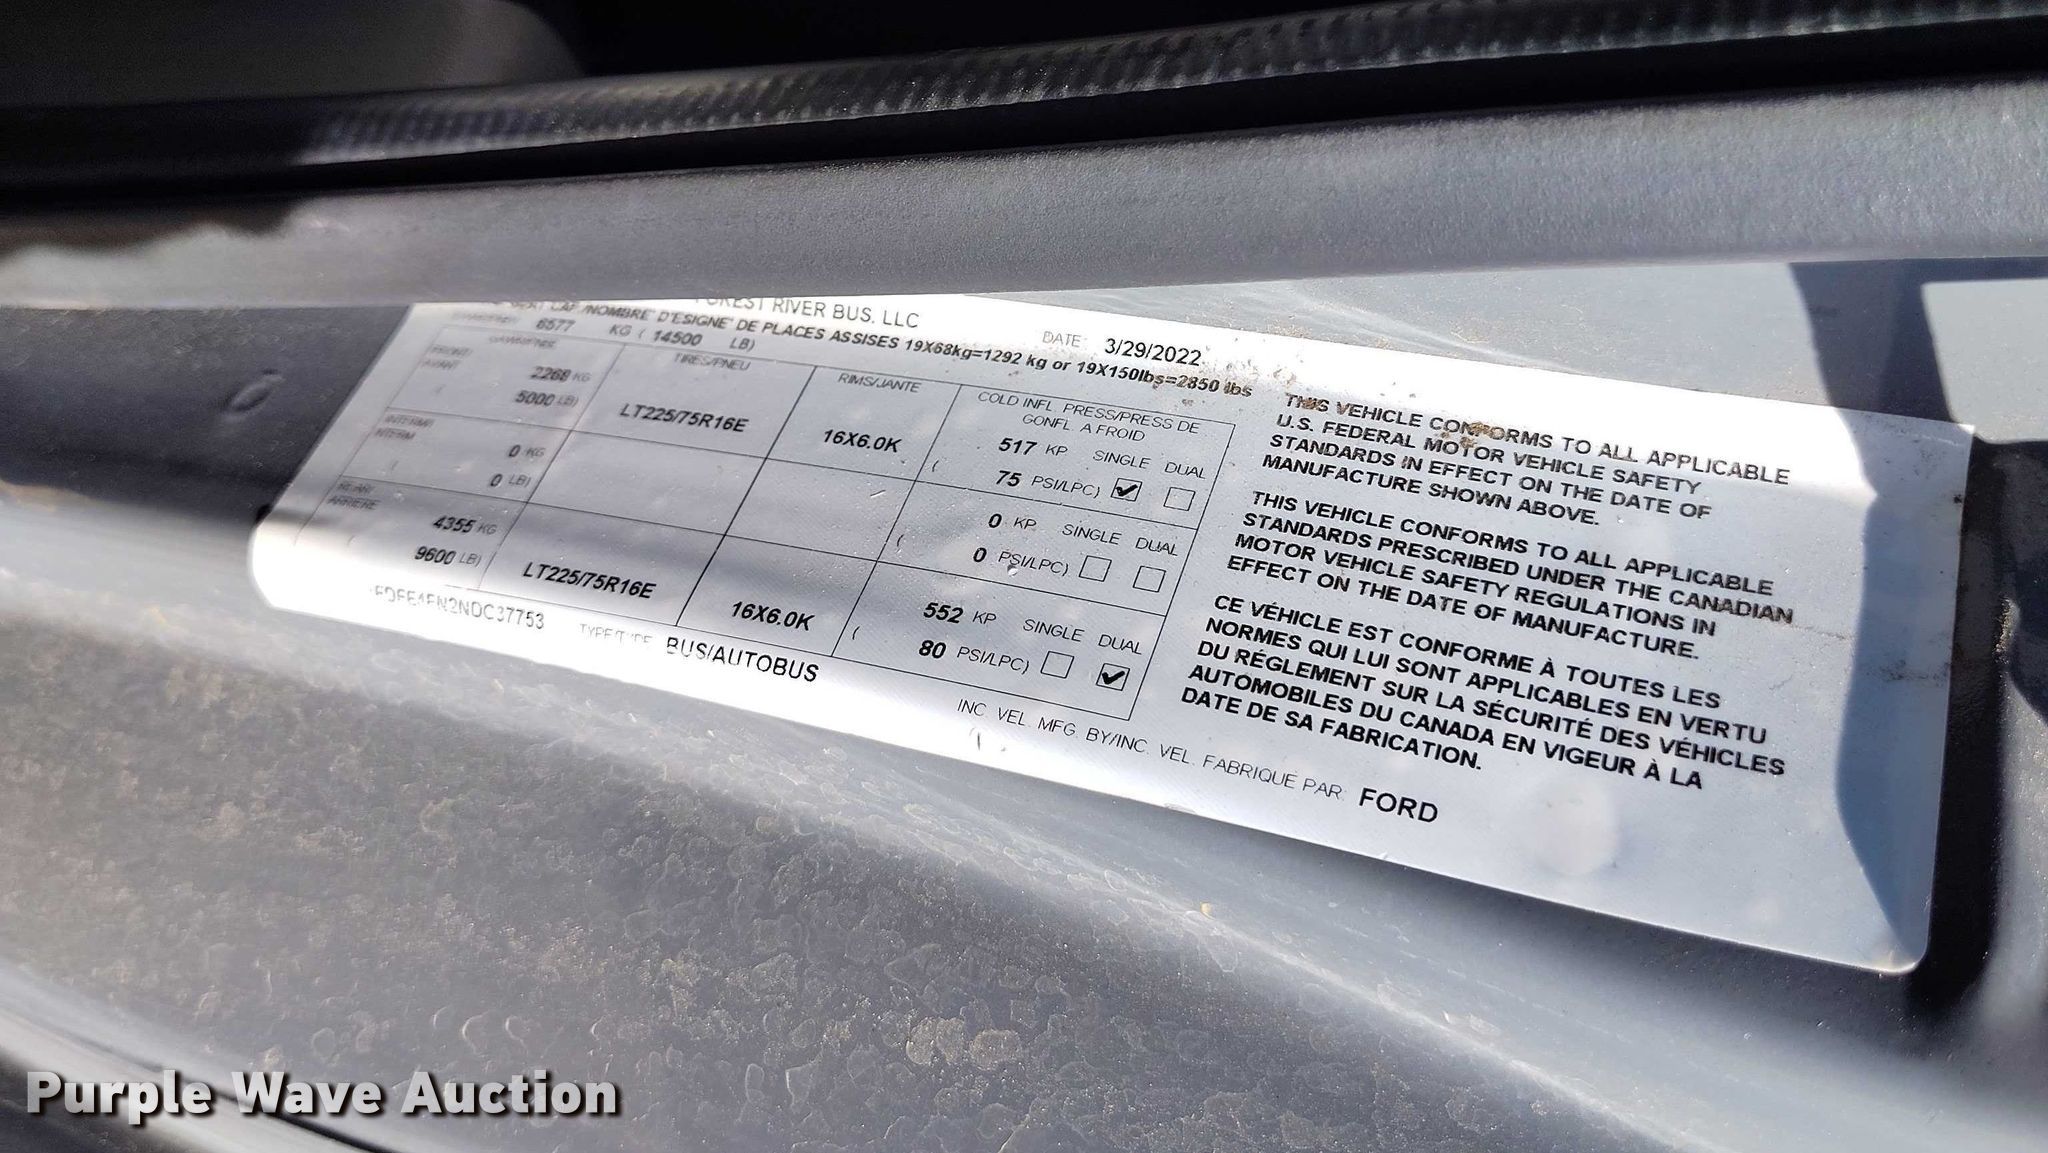 FOREST RIVER BUS, LLC
DATE: 3/29/2022
6577 KG ( 14500 LB)
SEAT CAP./NOMBRE D'ESIGNE' DE PLACES ASSISES 19X68kg=1292 kg or 19X150lbs=2850 lbs
TIRES/PNEU RIMS/JANTE COLD INFL. PRESS/PRESS DE
GONFL. A FROID
2268 KG LT225/75R16E 16X6.0K 517 KP SINGLE DUAL
( 5000 LB) ( 75 PSI/LPC)
INTERM
0 KG 0 KP SINGLE DUAL
( 0 LB) ( 0 PSI/LPC)
ARRIERE 4355 KG LT225/75R16E 16X6.0K 552 KP SINGLE DUAL
( 9600 LB) ( 80 PSI/LPC)
TYPE/TYPE BUS/AUTOBUS
INC. VEL. MFG. BY/INC. VEL. FABRIQUÉ PAR: FORD
THIS VEHICLE CONFORMS TO ALL APPLICABLE
U.S. FEDERAL MOTOR VEHICLE SAFETY
STANDARDS IN EFFECT ON THE DATE OF
MANUFACTURE SHOWN ABOVE.
THIS VEHICLE CONFORMS TO ALL APPLICABLE
STANDARDS PRESCRIBED UNDER THE CANADIAN
MOTOR VEHICLE SAFETY REGULATIONS IN
EFFECT ON THE DATE OF MANUFACTURE.
CE VÉHICLE EST CONFORME À TOUTES LES
NORMES QUI LUI SONT APPLICABLES EN VERTU
DU RÉGLEMENT SUR LA SÉCURITÉ DES VÉHICLES
AUTOMOBILES DU CANADA EN VIGEUR À LA
DATE DE SA FABRICATION.
Purple Wave Auction